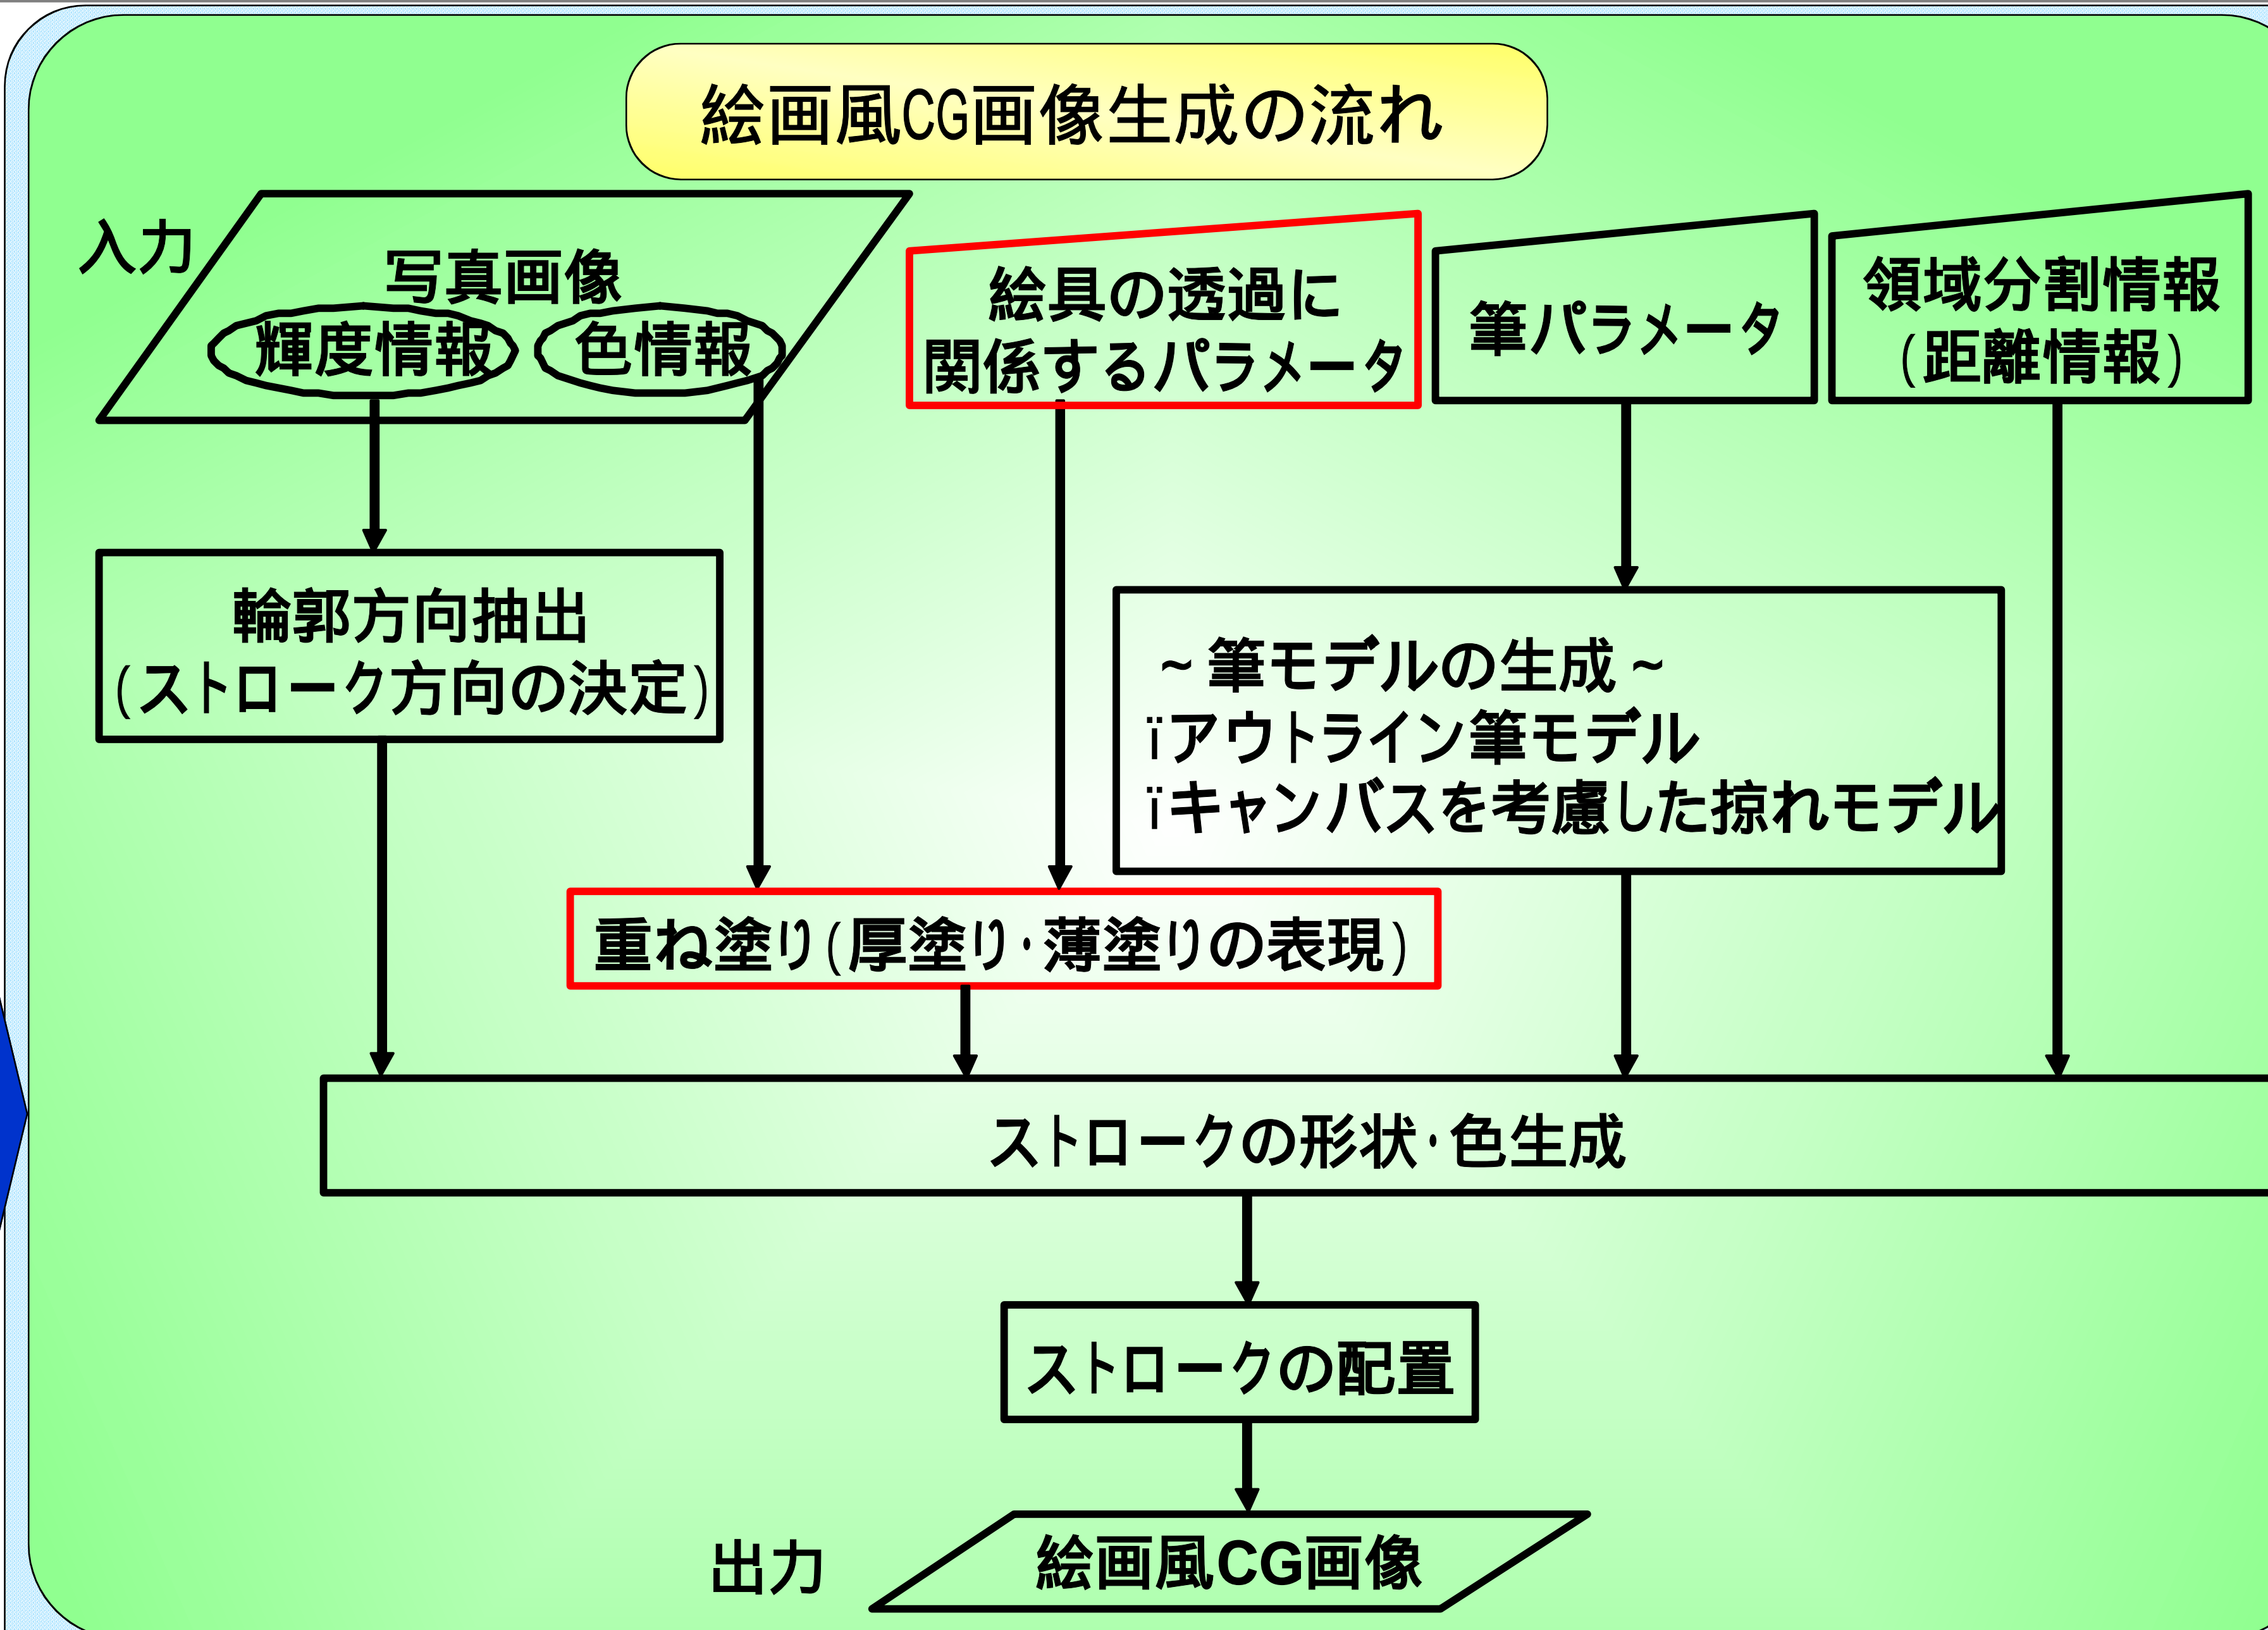 絵画風CG画像生成の流れ
入力
写真画像
輝度情報
色情報
絵具の透過に
関係するパラメータ
筆パラメータ
領域分割情報
(距離情報)
輪郭方向抽出
(ストローク方向の決定)
~筆モデルの生成~
ïアウトライン筆モデル
ïキャンバスを考慮した掠れモデル
重ね塗り(厚塗り・薄塗りの表現)
ストロークの形状・色生成
ストロークの配置
出力
絵画風CG画像